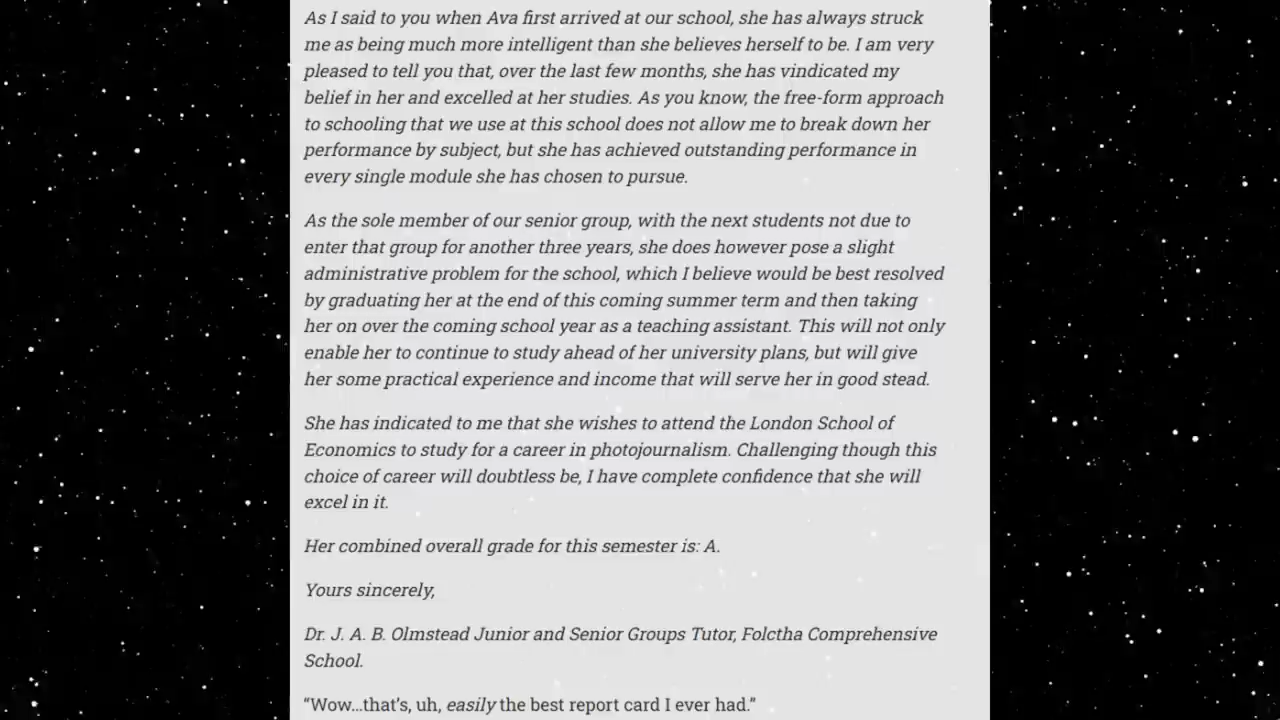 As I said to you when Ava first arrived at our school, she has always struck
me as being much more intelligent than she believes herself to be. I am very
pleased to tell you that, over the last few months, she has vindicated my
belief in her and excelled at her studies. As you know, the free-form approach
to schooling that we use at this school does not allow me to break down her
performance by subject, but she has achieved outstanding performance in
every single module she has chosen to pursue.
As the sole member of our senior group, with the next students not due to
enter that group for another three years, she does however pose a slight
administrative problem for the school, which I believe would be best resolved
by graduating her at the end of this coming summer term and then taking
her on over the coming school year as a teaching assistant. This will not only
enable her to continue to study ahead of her university plans, but will give
her some practical experience and income that will serve her in good stead.
She has indicated to me that she wishes to attend the London School of
Economics to study for a career in photojournalism. Challenging though this
choice of career will doubtless be, I have complete confidence that she will
excel in it.
Her combined overall grade for this semester is: A.
Yours sincerely,
Dr. J. A. B. Olmstead Junior and Senior Groups Tutor, Folctha Comprehensive
School.
“Wow…that’s, uh, easily the best report card I ever had.”